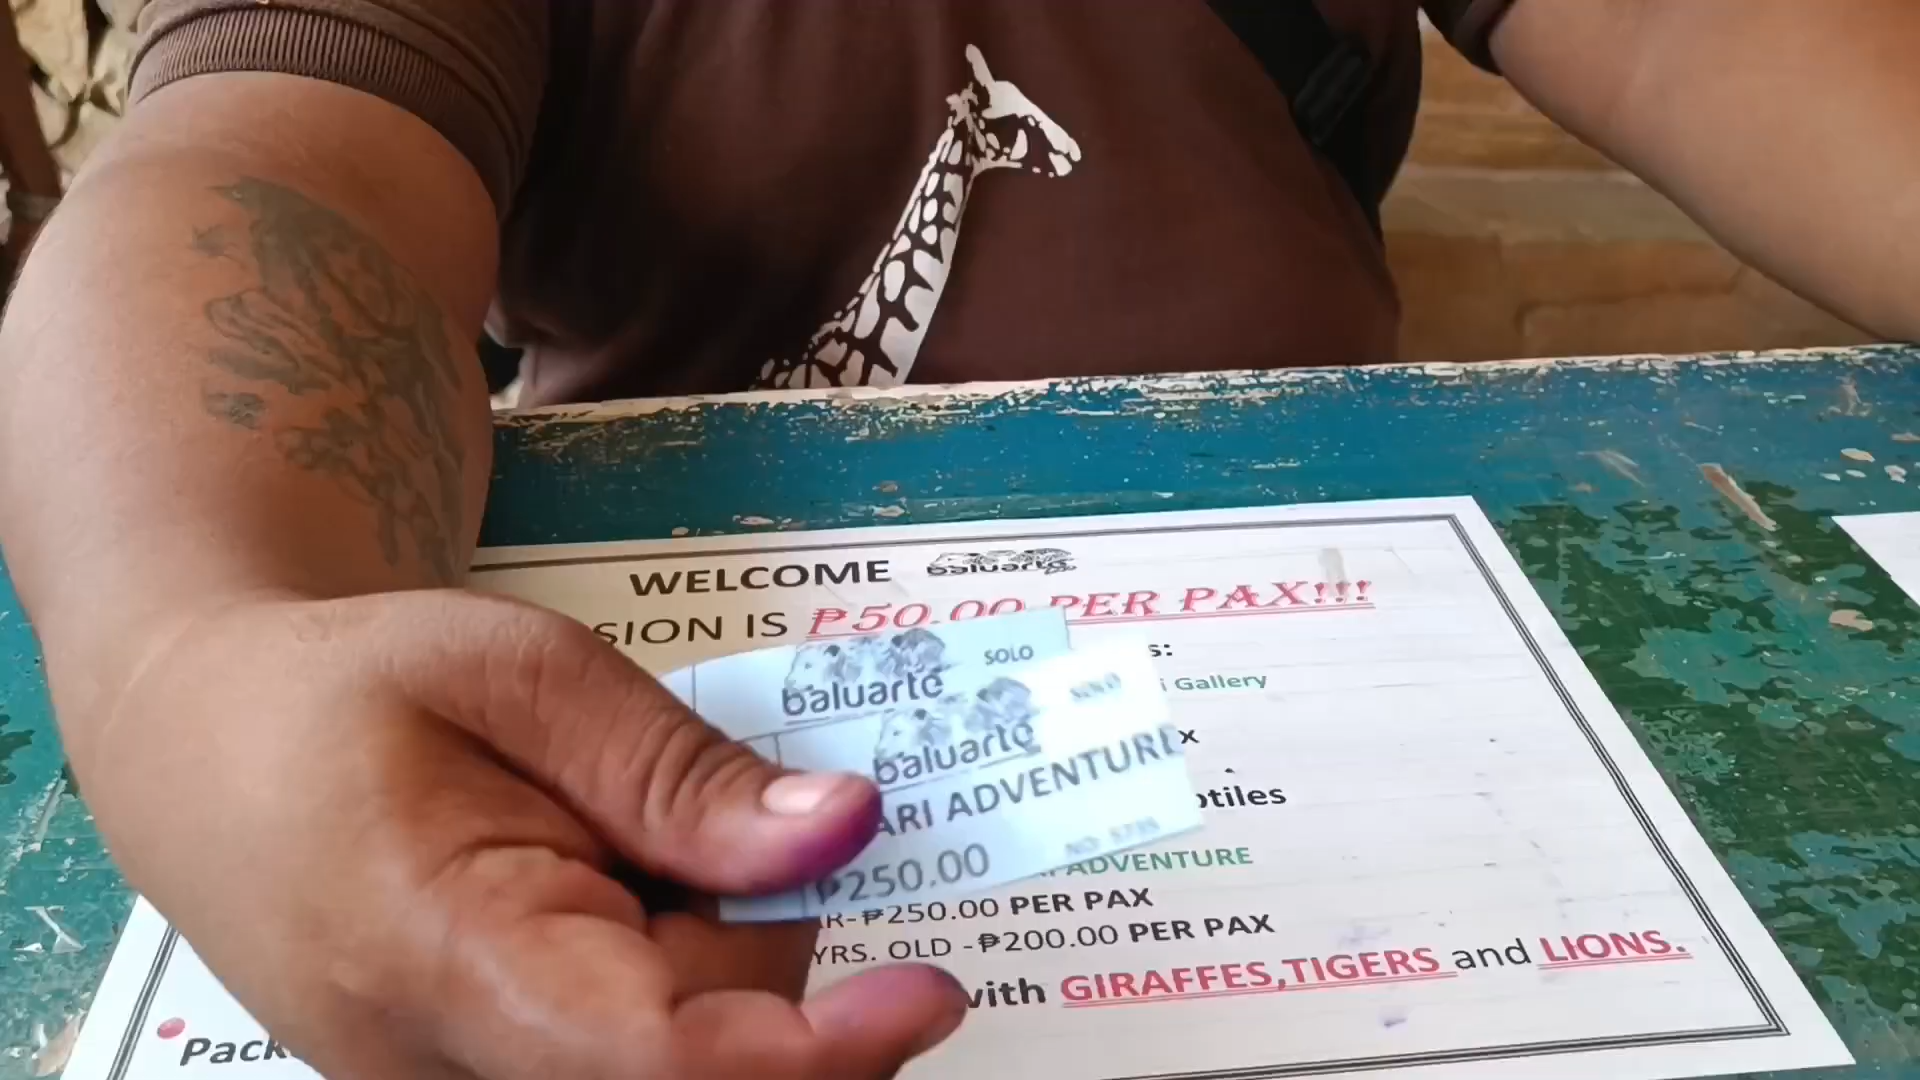 WELCOME baluarte
SION IS ₱50.00 PER PAX!!!
s:
i Gallery
x
ptiles
ADVENTURE
R-₱250.00 PER PAX
YRS. OLD -₱200.00 PER PAX
with GIRAFFES,TIGERS and LIONS.
Pack
baluarte SOLO
baluarte
ARI ADVENTURE
₱250.00